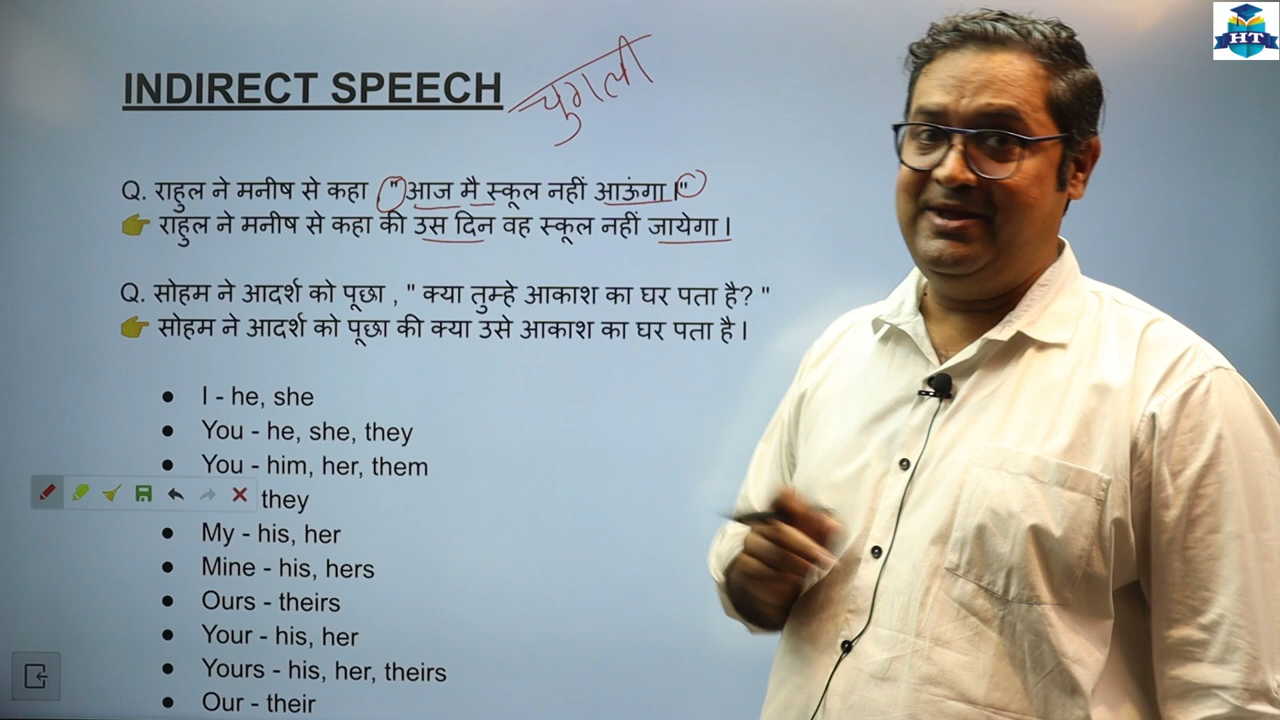 HT
INDIRECT SPEECH
चुगली
Q. राहुल ने मनीष से कहा " आज मै स्कूल नहीं आऊंगा।"
👉 राहुल ने मनीष से कहा की उस दिन वह स्कूल नहीं जायेगा।
Q. सोहम ने आदर्श को पूछा , " क्या तुम्हे आकाश का घर पता है? "
👉 सोहम ने आदर्श को पूछा की क्या उसे आकाश का घर पता है।
● I - he, she
● You - he, she, they
● You - him, her, them
they
● My - his, her
● Mine - his, hers
● Ours - theirs
● Your - his, her
● Yours - his, her, theirs
● Our - their